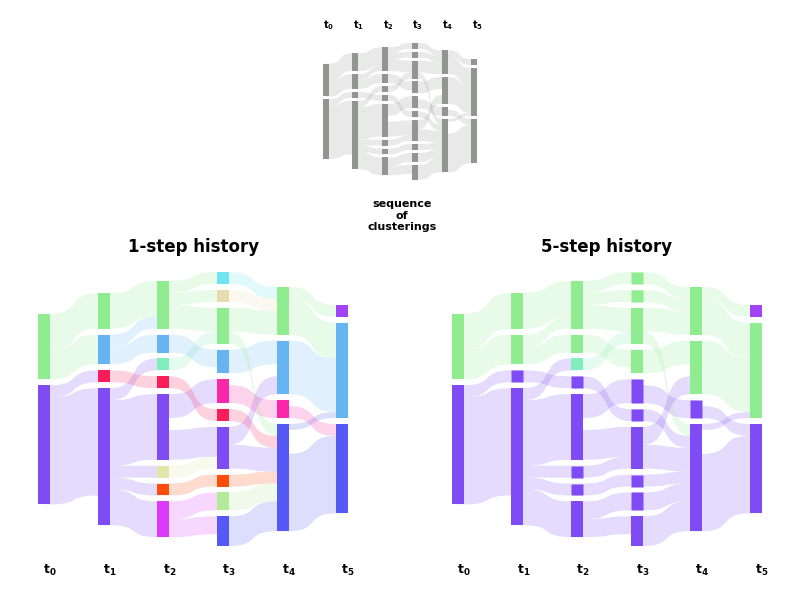 t₀ t₁ t₂ t₃ t₄ t₅
sequence
of
clusterings
1-step history
5-step history
t₀ t₁ t₂ t₃ t₄ t₅
t₀ t₁ t₂ t₃ t₄ t₅